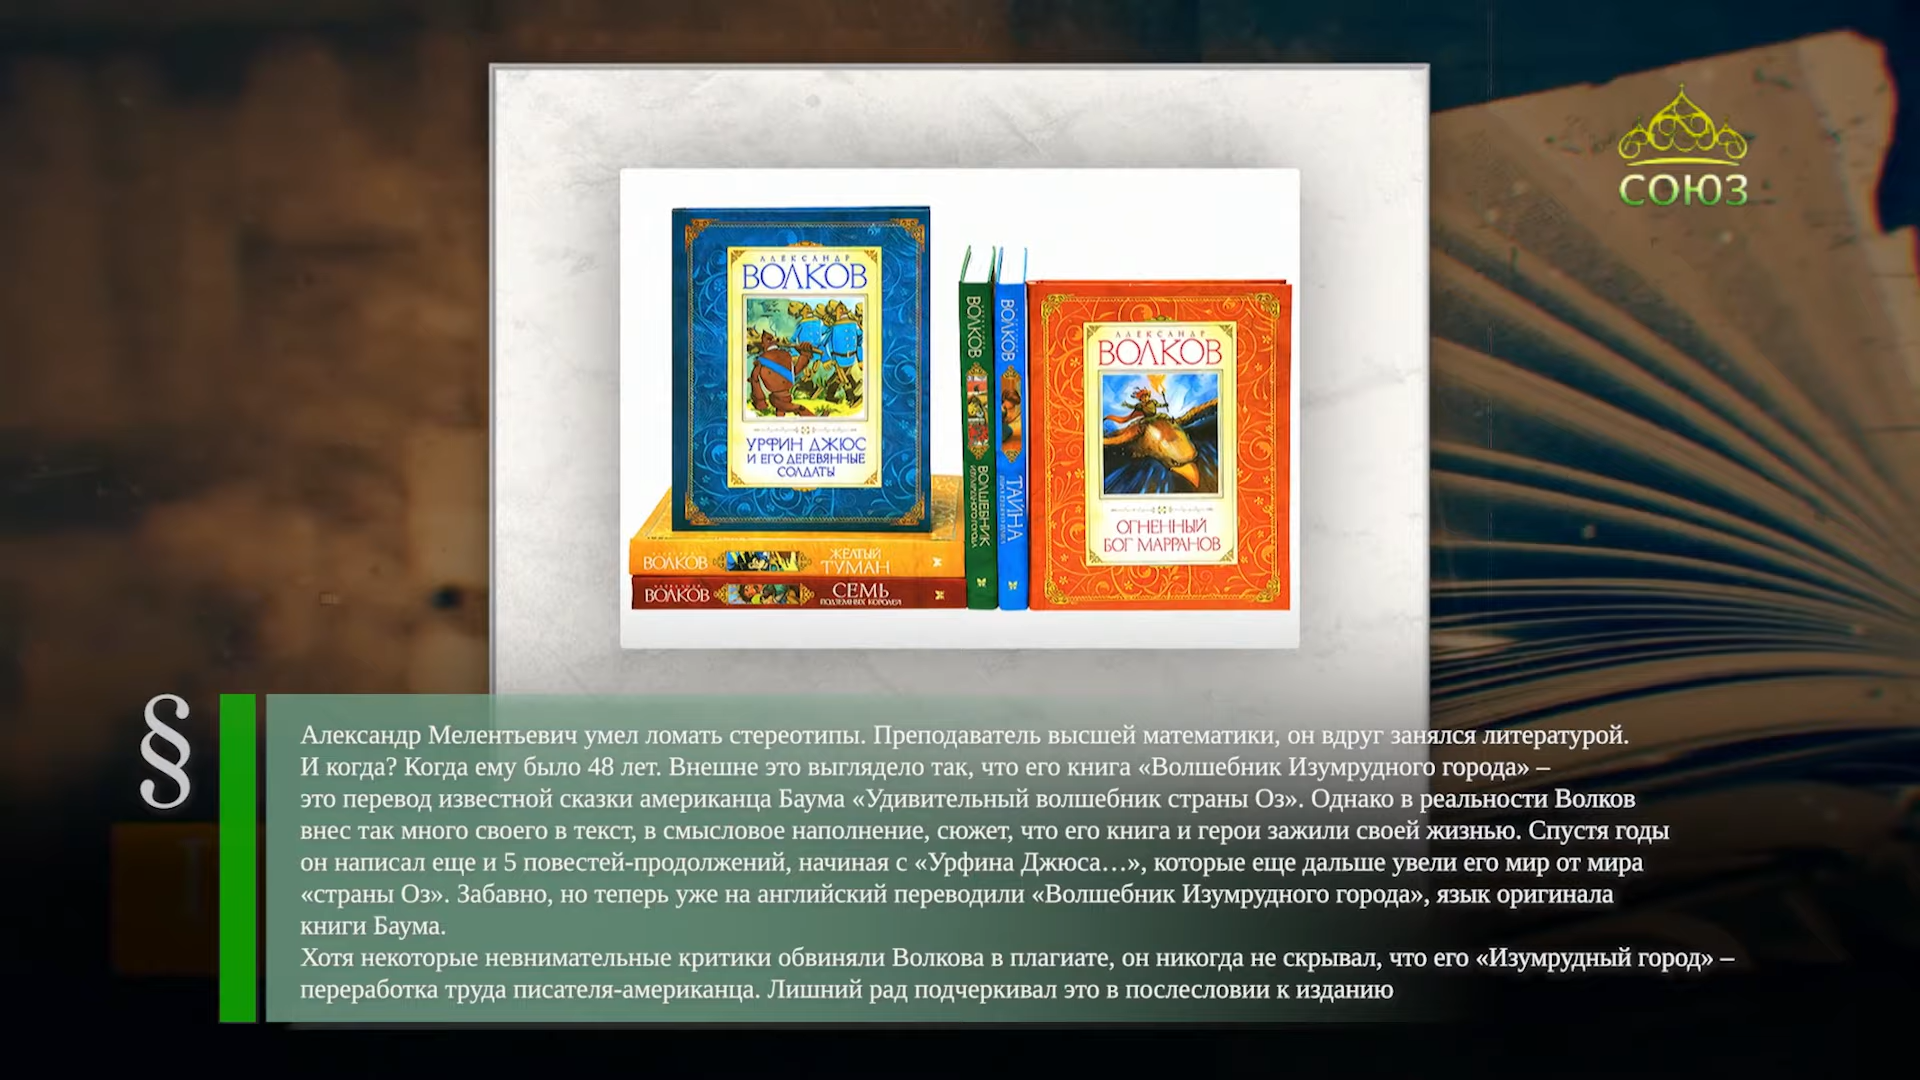 СОЮЗ
АЛЕКСАНДР
ВОЛКОВ
УРФИН ДЖЮС
И ЕГО ДЕРЕВЯННЫЕ
СОЛДАТЫ
ВОЛКОВ
ЖЁЛТЫЙ
ТУМАН
ВОЛКОВ
СЕМЬ
ПОДЗЕМНЫХ КОРОЛЕЙ
ВОЛКОВ
ВОЛШЕБНИК
ИЗУМРУДНОГО ГОРОДА
ВОЛКОВ
ТАЙНА
АЛЕКСАНДР
ВОЛКОВ
ОГНЕННЫЙ
БОГ МАРРАНОВ
§
Александр Мелентьевич умел ломать стереотипы. Преподаватель высшей математики, он вдруг занялся литературой.
И когда? Когда ему было 48 лет. Внешне это выглядело так, что его книга «Волшебник Изумрудного города» –
это перевод известной сказки американца Баума «Удивительный волшебник страны Оз». Однако в реальности Волков
внес так много своего в текст, в смысловое наполнение, сюжет, что его книга и герои зажили своей жизнью. Спустя годы
он написал еще и 5 повестей-продолжений, начиная с «Урфина Джюса…», которые еще дальше увели его мир от мира
«страны Оз». Забавно, но теперь уже на английский переводили «Волшебник Изумрудного города», язык оригинала
книги Баума.
Хотя некоторые невнимательные критики обвиняли Волкова в плагиате, он никогда не скрывал, что его «Изумрудный город» –
переработка труда писателя-американца. Лишний рад подчеркивал это в послесловии к изданию